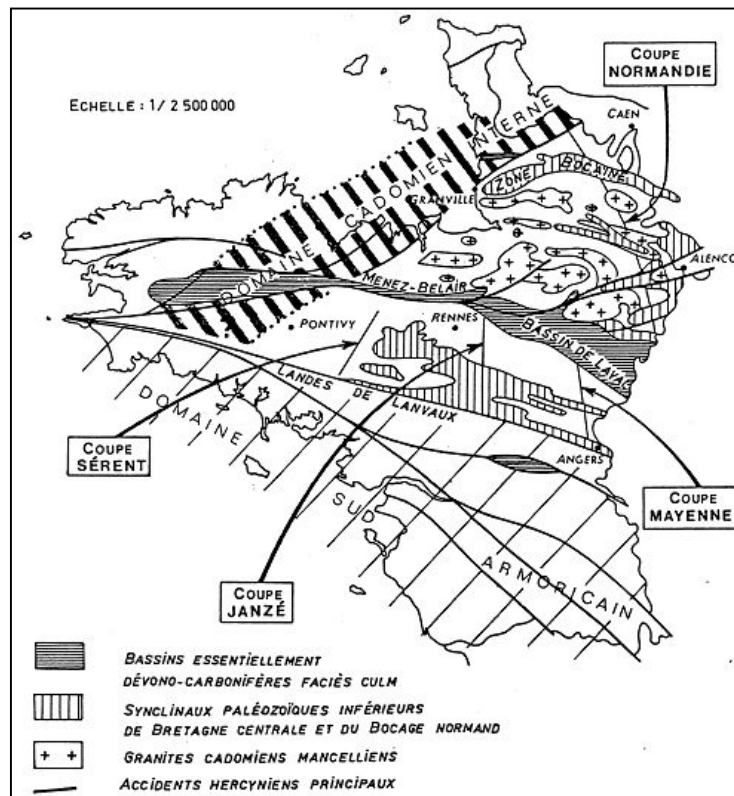 COUPE
NORMANDIE
ECHELLE : 1/ 2 500 000
CAEN
DOMAINE CADOMIEN INTERNE
ZONE BOCAINE
GRANVILLE
ALENCO
MENEZ-BELAIR
PONTIVY
RENNES
BASSIN DE LAVAL
LANDES DE LANVAUX
DOMAINE SUD ARMORICAIN
COUPE
SÉRENT
ANGERS
COUPE
MAYENNE
COUPE
JANZÉ
BASSINS ESSENTIELLEMENT
DÉVONO-CARBONIFÈRES FACIÈS CULM
SYNCLINAUX PALÉOZOÏQUES INFÉRIEURS
DE BRETAGNE CENTRALE ET DU BOCAGE NORMAND
GRANITES CADOMIENS MANCELLIENS
ACCIDENTS HERCYNIENS PRINCIPAUX